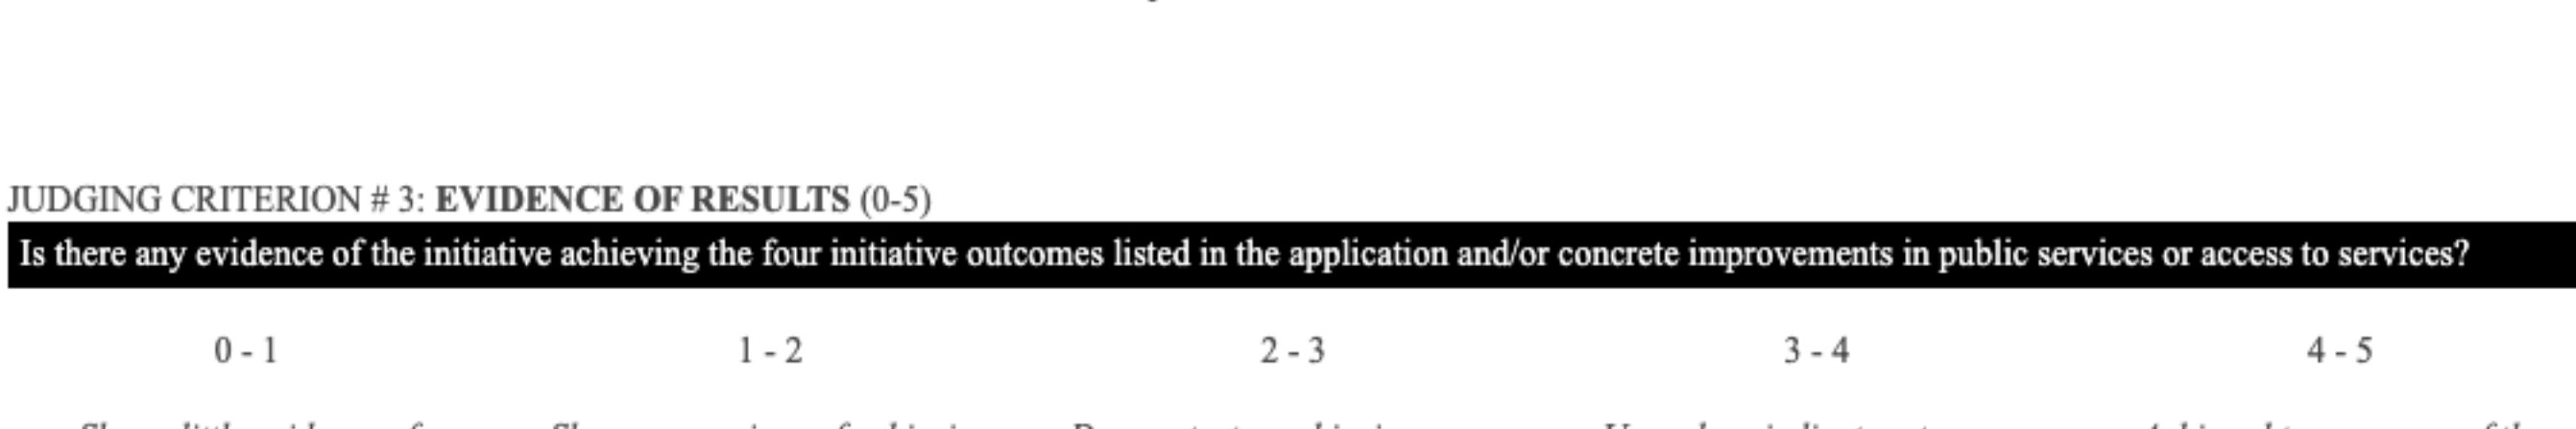 JUDGING CRITERION # 3: EVIDENCE OF RESULTS (0-5)
Is there any evidence of the initiative achieving the four initiative outcomes listed in the application and/or concrete improvements in public services or access to services?
0 - 1 1 - 2 2 - 3 3 - 4 4 - 5